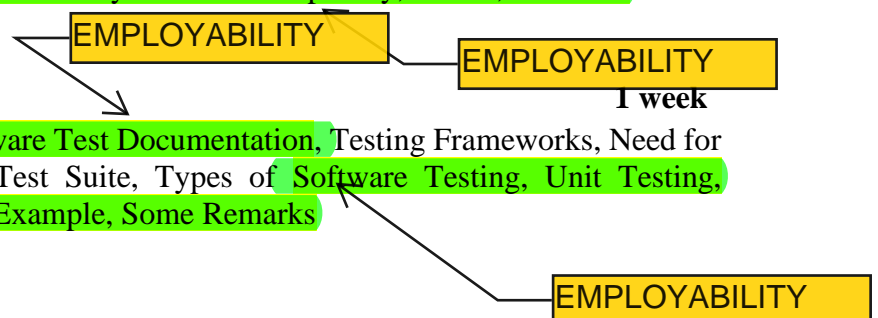 EMPLOYABILITY
EMPLOYABILITY
1 week
ware Test Documentation, Testing Frameworks, Need for
Test Suite, Types of Software Testing, Unit Testing,
Example, Some Remarks
EMPLOYABILITY